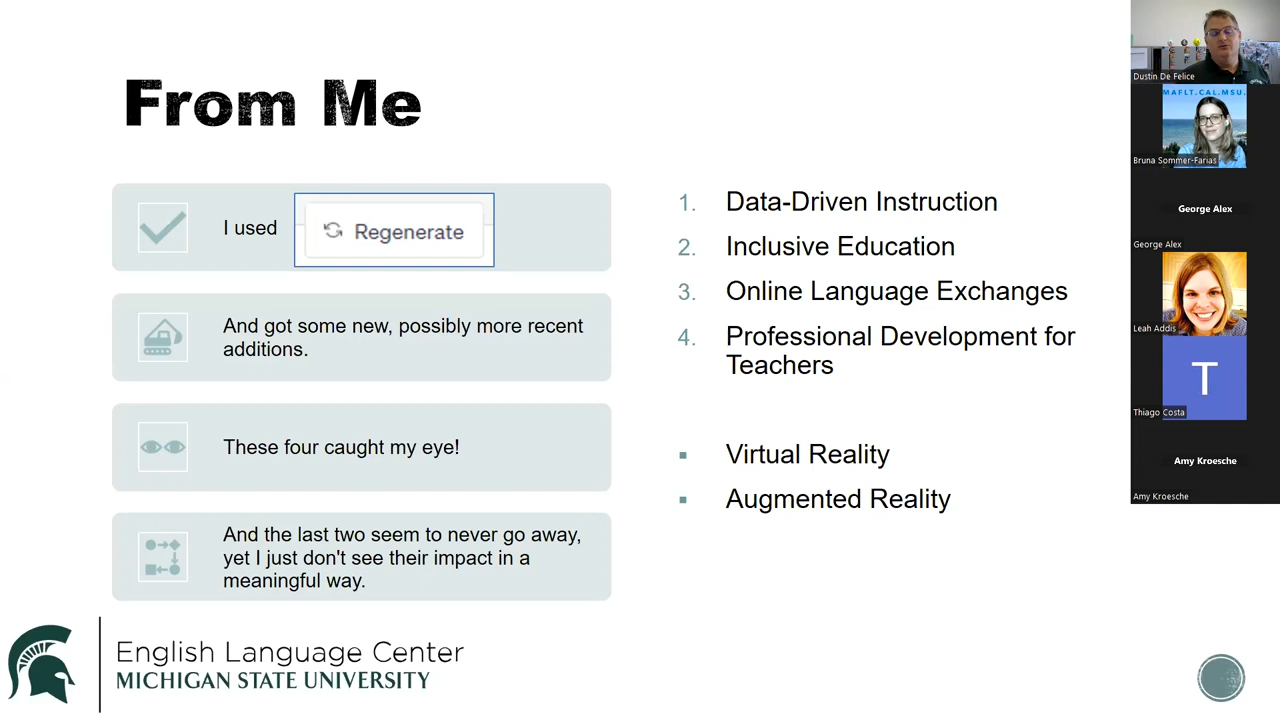 From Me
I used
Regenerate
And got some new, possibly more recent
additions.
These four caught my eye!
And the last two seem to never go away,
yet I just don't see their impact in a
meaningful way.
1. Data-Driven Instruction
2. Inclusive Education
3. Online Language Exchanges
4. Professional Development for
Teachers
▪ Virtual Reality
▪ Augmented Reality
English Language Center
MICHIGAN STATE UNIVERSITY
Dustin De Felice
MAFLT.CAL.MSU.
Bruna Sommer-Farias
George Alex
George Alex
Leah Addis
T
Thiago Costa
Amy Kroesche
Amy Kroesche